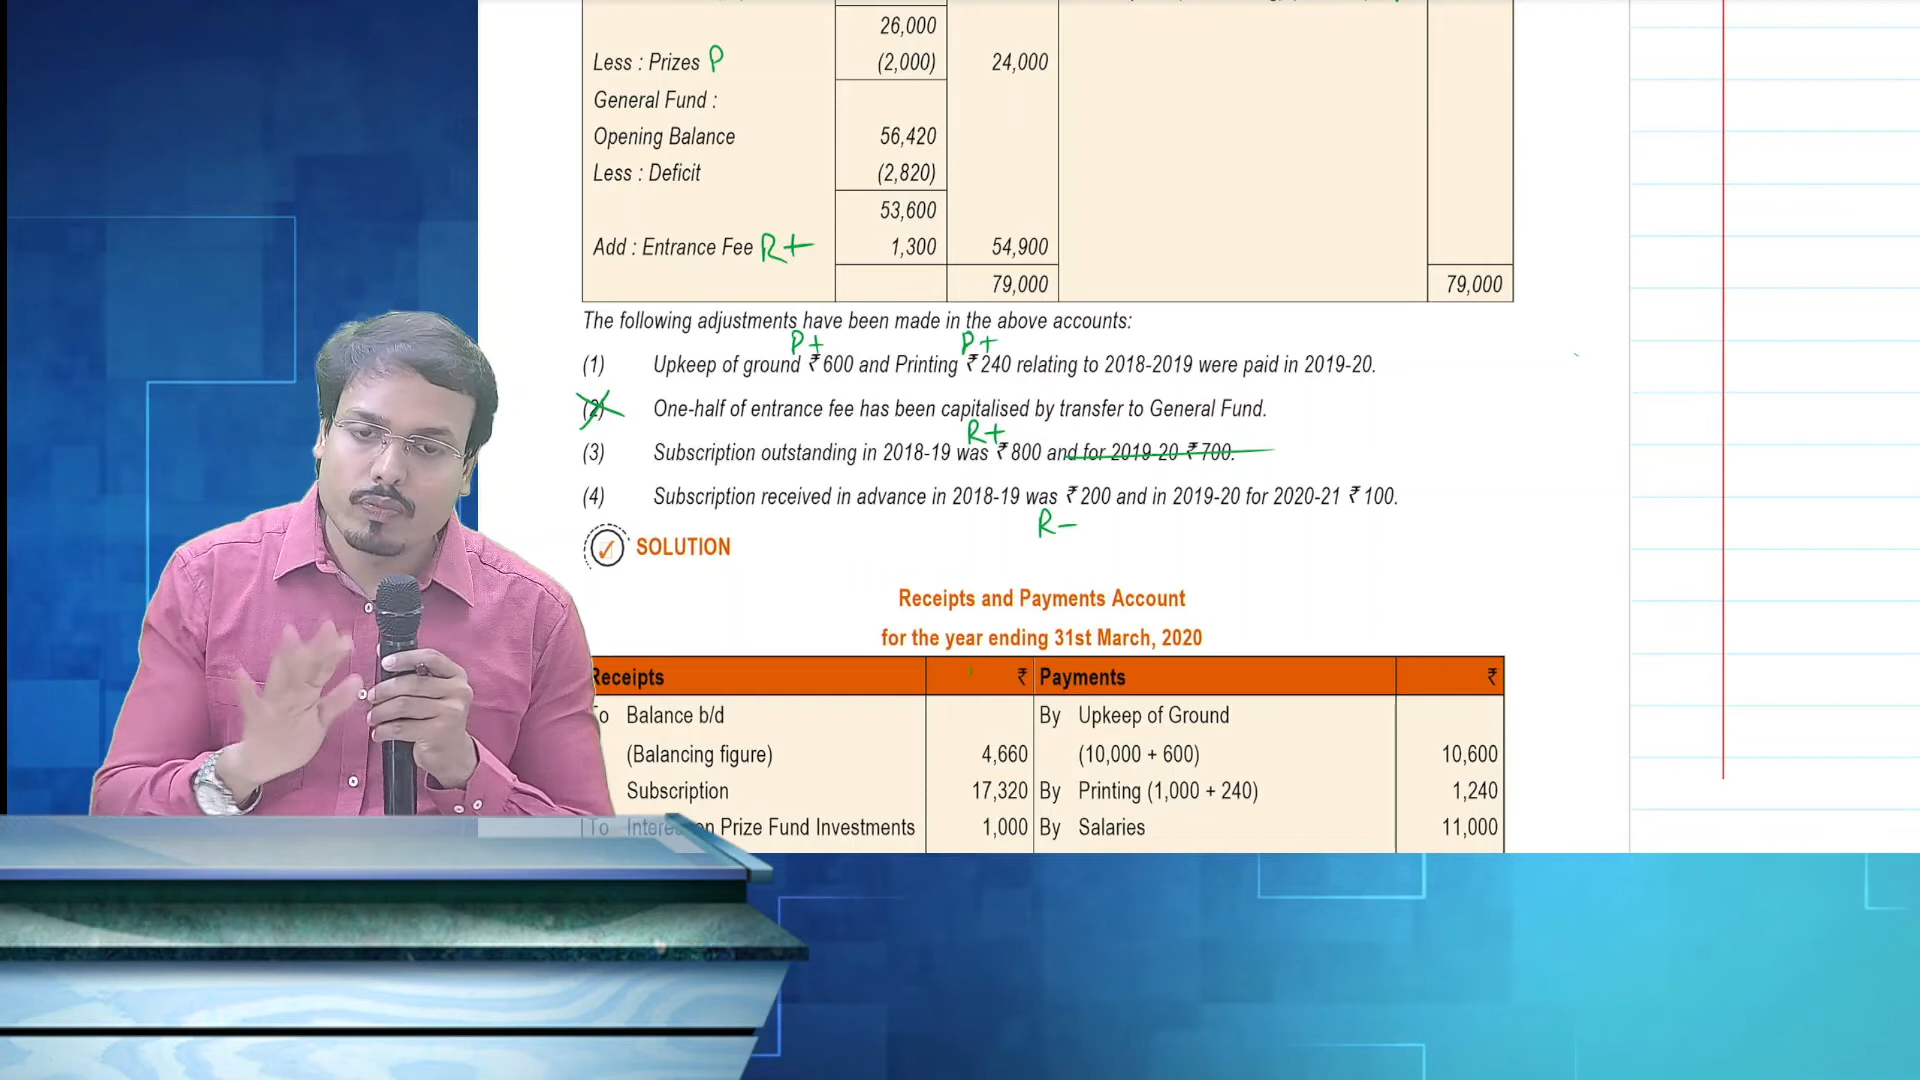 26,000
Less : Prizes P (2,000) 24,000
General Fund :
Opening Balance 56,420
Less : Deficit (2,820)
53,600
Add : Entrance Fee R+ 1,300 54,900
79,000 79,000
The following adjustments have been made in the above accounts:
P+ P+
(1) Upkeep of ground ₹ 600 and Printing ₹ 240 relating to 2018-2019 were paid in 2019-20.
(2) One-half of entrance fee has been capitalised by transfer to General Fund.
R+
(3) Subscription outstanding in 2018-19 was ₹ 800 and for 2019-20 ₹ 700.
(4) Subscription received in advance in 2018-19 was ₹ 200 and in 2019-20 for 2020-21 ₹ 100.
R-
SOLUTION
Receipts and Payments Account
for the year ending 31st March, 2020
Receipts ₹ Payments ₹
To Balance b/d By Upkeep of Ground
(Balancing figure) 4,660 (10,000 + 600) 10,600
Subscription 17,320 By Printing (1,000 + 240) 1,240
To Interest on Prize Fund Investments 1,000 By Salaries 11,000